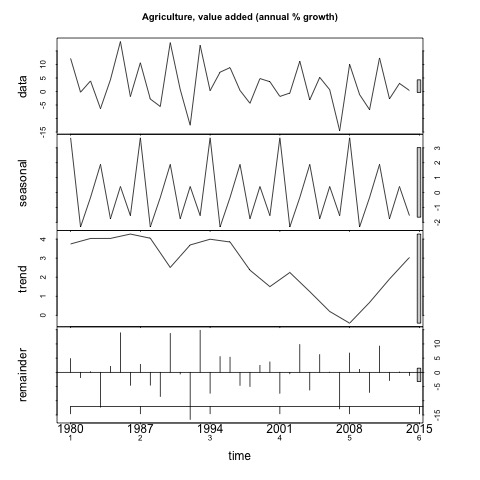 Agriculture, value added (annual % growth)
data
-15 -5 0 5 10
seasonal
-2 -1 0 1 2 3
trend
0 1 2 3 4
remainder
-15 -5 0 5 10
1980 1987 1994 2001 2008 2015
1 2 3 4 5 6
time